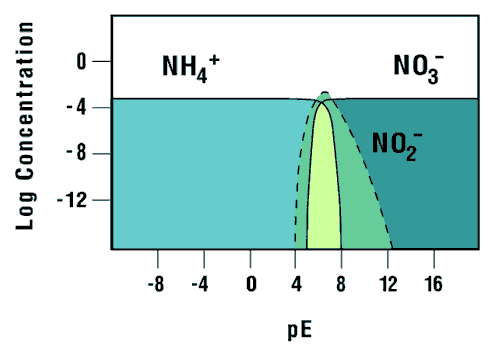 Log Concentration
0
-4
-8
-12
NH₄⁺
NO₃⁻
NO₂⁻
-8 -4 0 4 8 12 16
pE